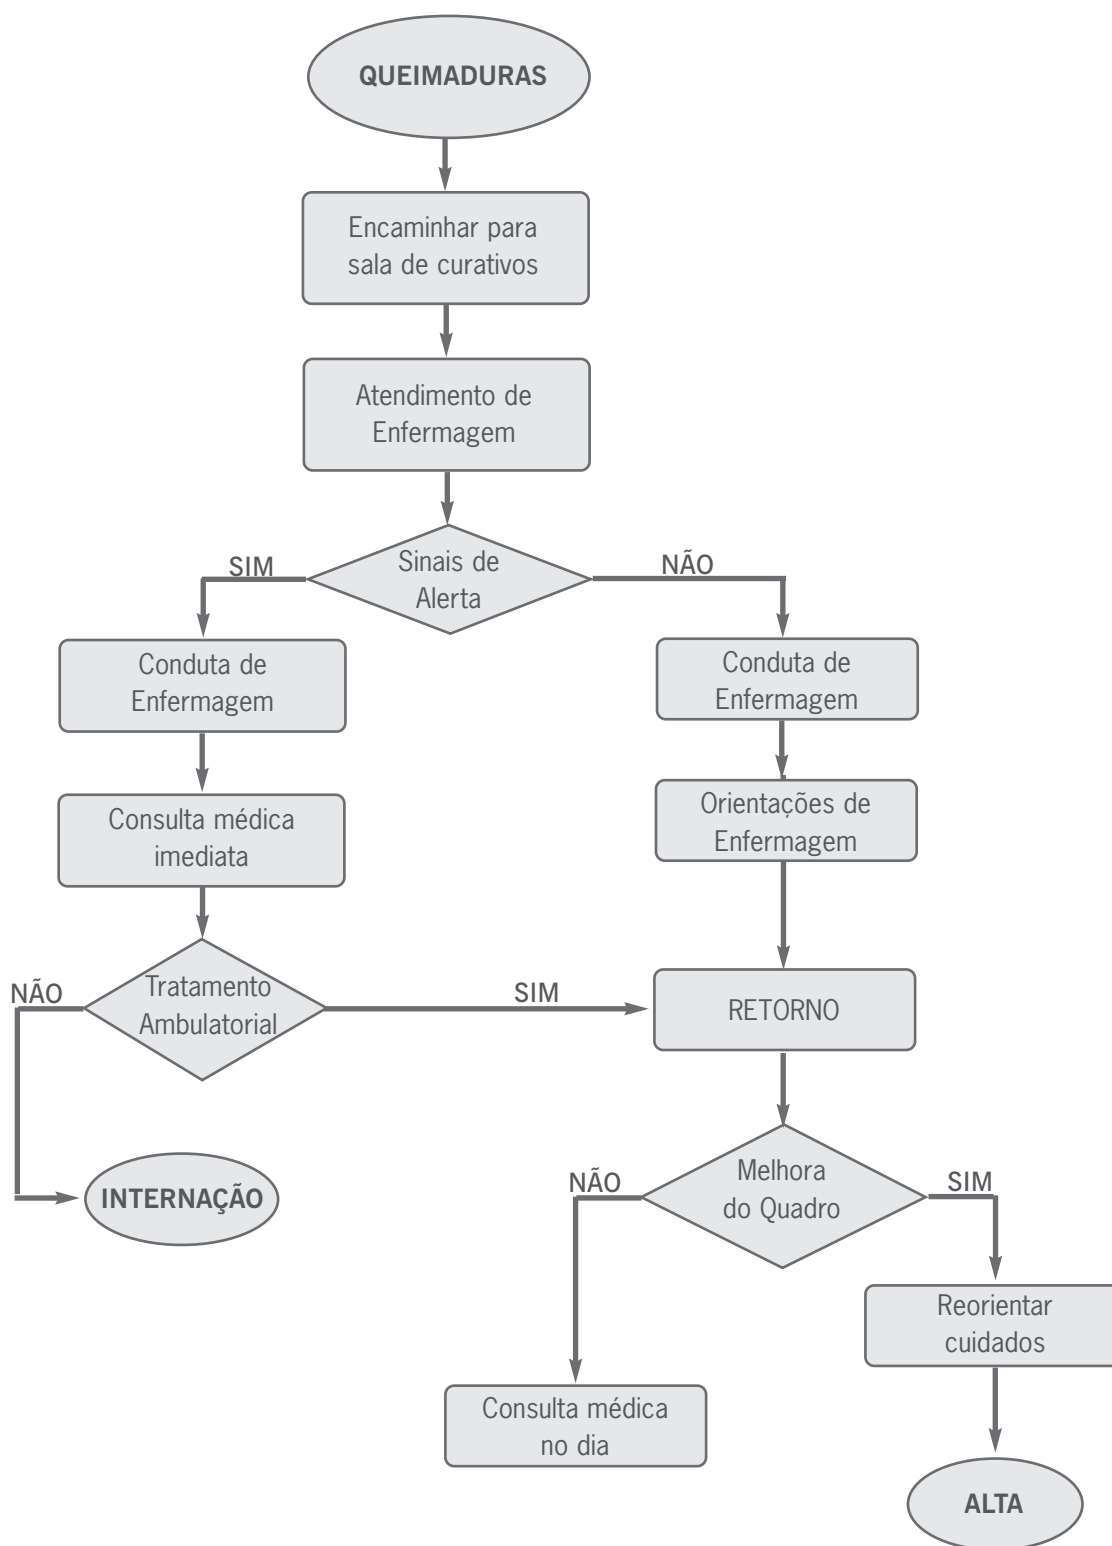 QUEIMADURAS
Encaminhar para
sala de curativos
Atendimento de
Enfermagem
Sinais de
Alerta
SIM
NÃO
Conduta de
Enfermagem
Conduta de
Enfermagem
Consulta médica
imediata
Orientações de
Enfermagem
Tratamento
Ambulatorial
NÃO
SIM
RETORNO
INTERNAÇÃO
Melhora
do Quadro
NÃO
SIM
Reorientar
cuidados
Consulta médica
no dia
ALTA